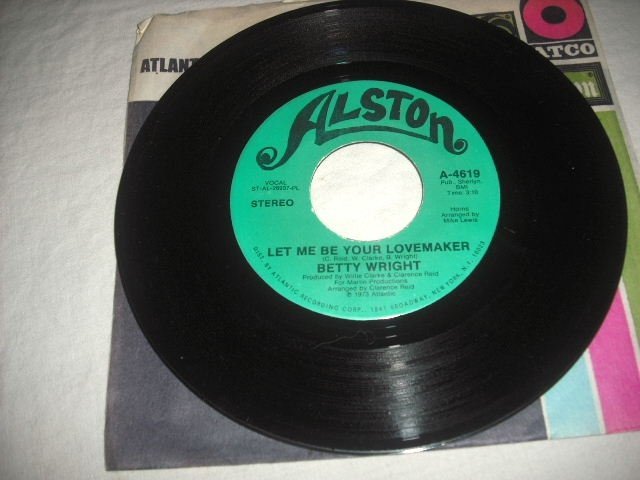 ATLANT
ATCO
ALSTON
VOCAL
ST-AL-26937-PL
STEREO
A-4619
Pub., Sherlyn,
BMI
Time: 3:10
Horns
Arranged by
Mike Lewis
LET ME BE YOUR LOVEMAKER
(C. Reid, W. Clarke, B. Wright)
BETTY WRIGHT
Produced by Willie Clarke & Clarence Reid
For Marlin Productions
Arranged by Clarence Reid
℗ 1973 Atlantic
DIST. BY ATLANTIC RECORDING CORP., 1841 BROADWAY, NEW YORK, N.Y. 10023